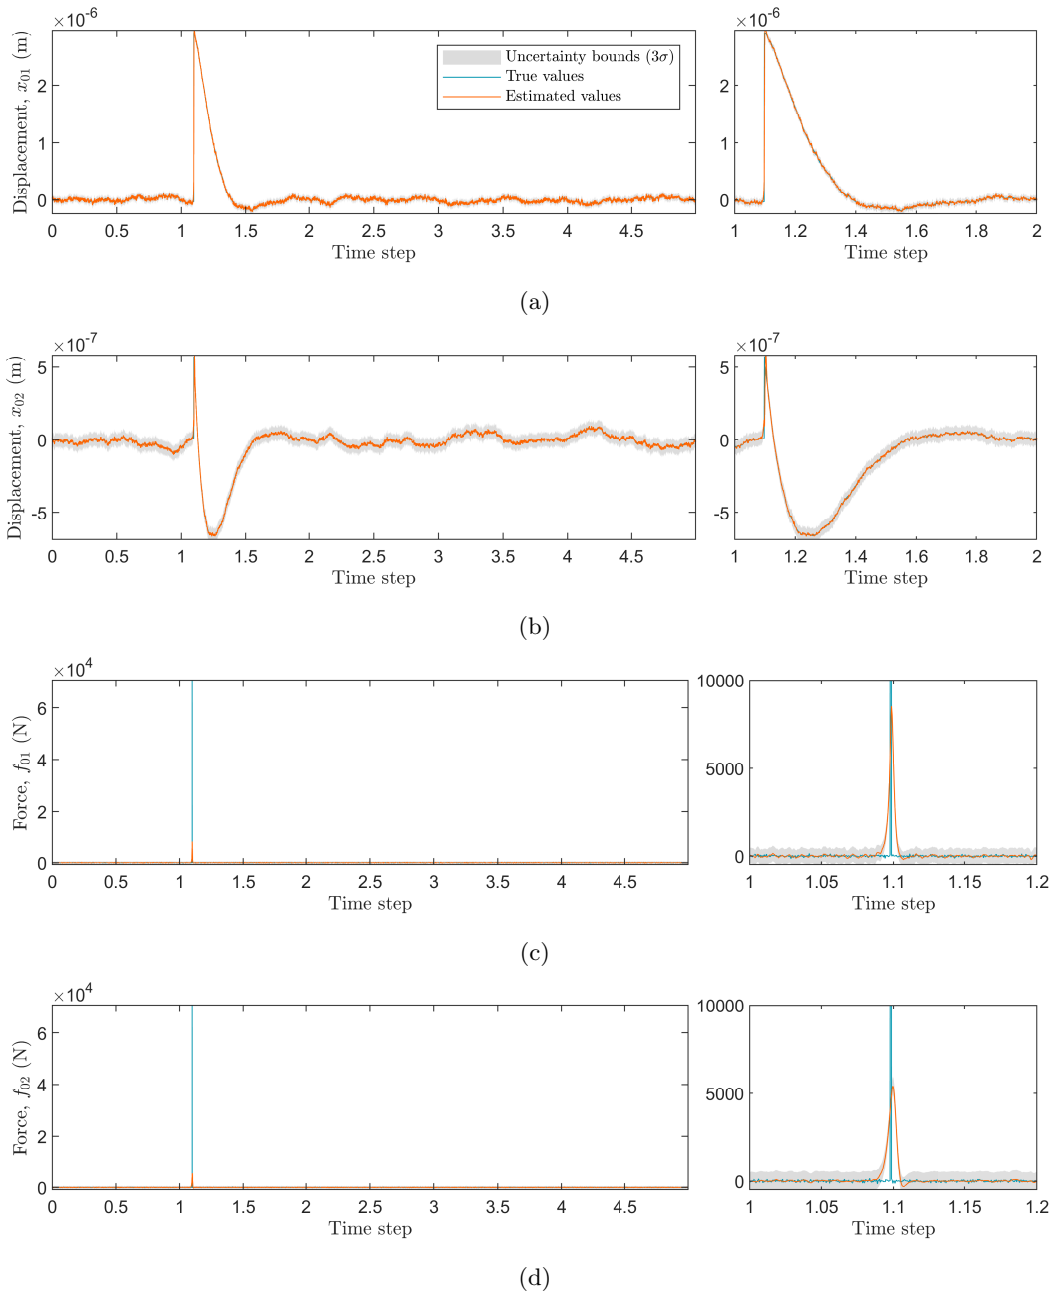 ×10-6
×10-6
Displacement, x01 (m)
2
1
0
Uncertainty bounds (3σ)
True values
Estimated values
2
1
0
0 0.5 1 1.5 2 2.5 3 3.5 4 4.5
1 1.2 1.4 1.6 1.8 2
Time step
Time step
(a)
×10-7
×10-7
Displacement, x02 (m)
5
0
-5
5
0
-5
0 0.5 1 1.5 2 2.5 3 3.5 4 4.5
1 1.2 1.4 1.6 1.8 2
Time step
Time step
(b)
×104
Force, f01 (N)
6
4
2
0
10000
5000
0
0 0.5 1 1.5 2 2.5 3 3.5 4 4.5
1 1.05 1.1 1.15 1.2
Time step
Time step
(c)
×104
Force, f02 (N)
6
4
2
0
10000
5000
0
0 0.5 1 1.5 2 2.5 3 3.5 4 4.5
1 1.05 1.1 1.15 1.2
Time step
Time step
(d)